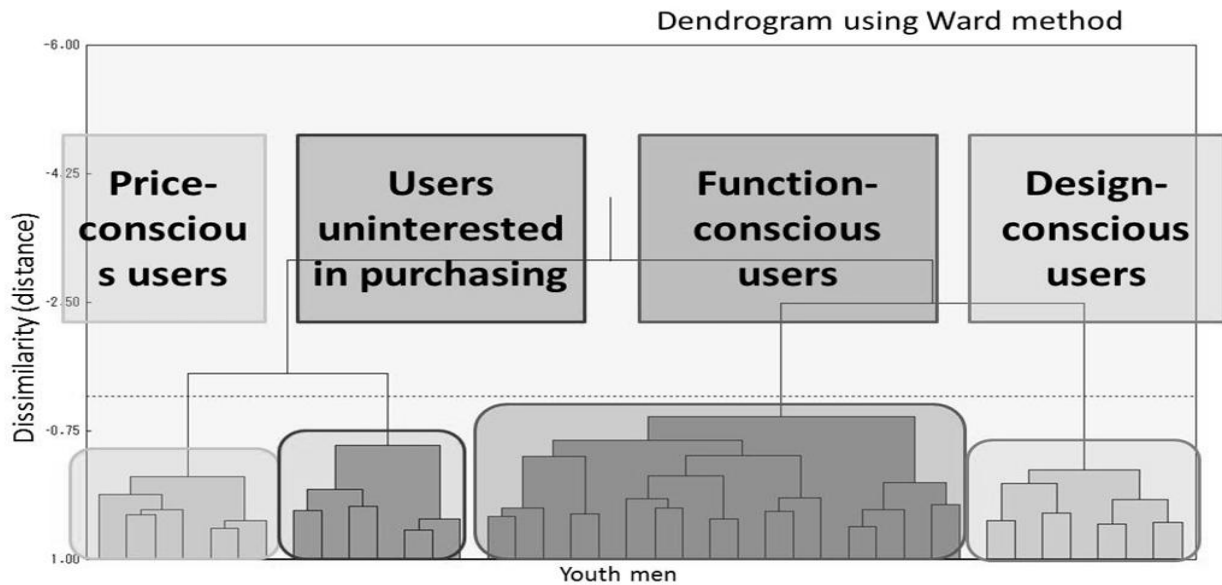 Dendrogram using Ward method
-6.00
Price-
consciou
s users
Users
uninterested
in purchasing
Function-
conscious
users
Design-
conscious
users
-4.25
-2.50
-0.75
1.00
Dissimilarity (distance)
Youth men